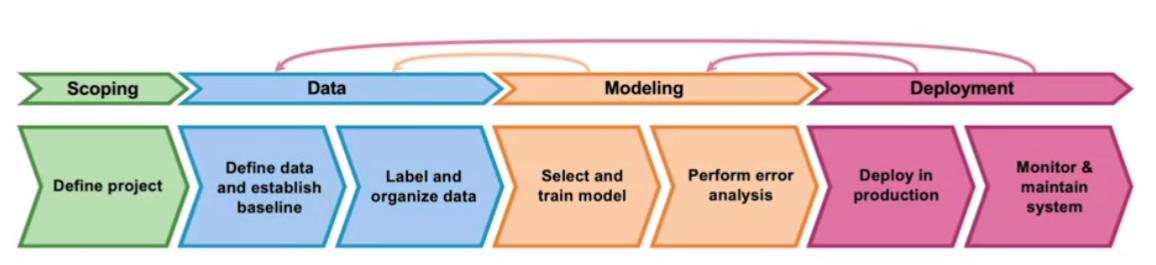 Scoping
Data
Modeling
Deployment
Define project
Define data
and establish
baseline
Label and
organize data
Select and
train model
Perform error
analysis
Deploy in
production
Monitor &
maintain
system